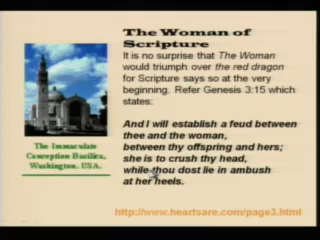 The Woman of
Scripture
It is no surprise that The Woman
would triumph over the red dragon
for Scripture says so at the very
beginning. Refer Genesis 3:15 which
states:
And I will establish a feud between
thee and the woman,
between thy offspring and hers;
she is to crush thy head,
while thou dost lie in ambush
at her heels.
The Immaculate
Conception Basilica,
Washington. USA.
http://www.heartsare.com/page3.html